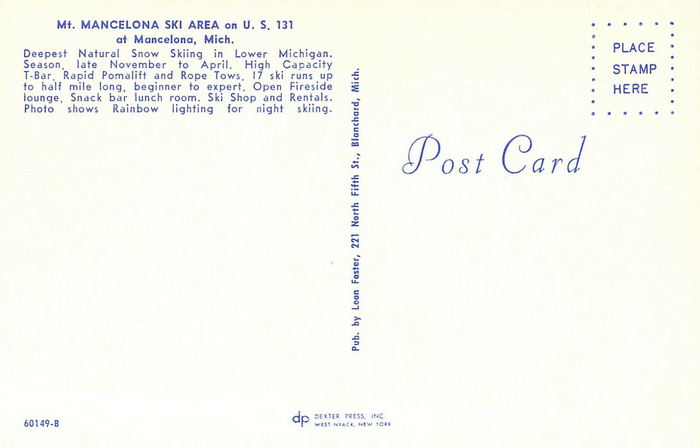 Mt. MANCELONA SKI AREA on U. S. 131
at Mancelona, Mich.
Deepest Natural Snow Skiing in Lower Michigan.
Season, late November to April. High Capacity
T-Bar, Rapid Pomalift and Rope Tows, 17 ski runs up
to half mile long, beginner to expert. Open Fireside
lounge, Snack bar lunch room. Ski Shop and Rentals.
Photo shows Rainbow lighting for night skiing.
Pub. by Leon Foster, 221 North Fifth St., Blanchard, Mich.
PLACE
STAMP
HERE
Post Card
60149-B
dp DEXTER PRESS, INC
WEST NYACK, NEW YORK